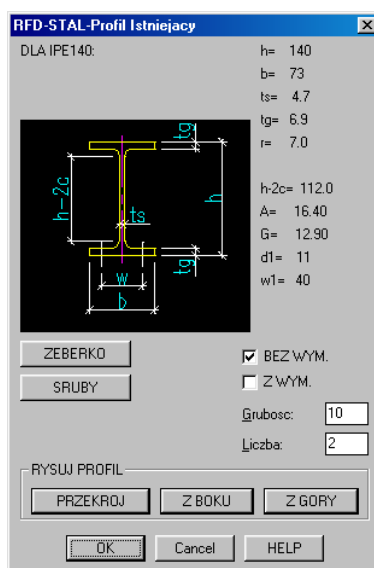 RFD-STAL-Profil Istniejacy
DLA IPE140:
h= 140
b= 73
ts= 4.7
tg= 6.9
r= 7.0
h-2c= 112.0
A= 16.40
G= 12.90
d1= 11
w1= 40
tg
h-2c
h
ts
tg
w
b
ZEBERKO
SRUBY
BEZ WYM.
Z WYM.
Grubosc: 10
Liczba: 2
RYSUJ PROFIL
PRZEKROJ Z BOKU Z GORY
OK Cancel HELP